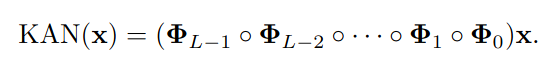 KAN(𝐱) = (𝚽_{L−1} ∘ 𝚽_{L−2} ∘ ⋯ ∘ 𝚽_1 ∘ 𝚽_0)𝐱.